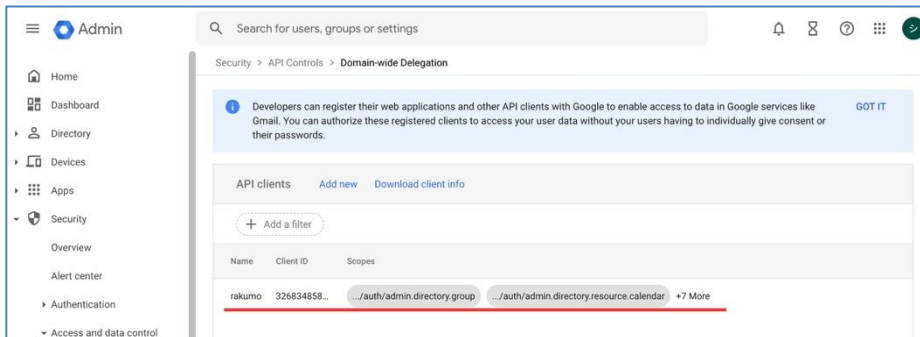 Admin
Search for users, groups or settings
シ
Security > API Controls > Domain-wide Delegation
Home
Dashboard
Directory
Devices
Apps
Security
Overview
Alert center
Authentication
Access and data control
Developers can register their web applications and other API clients with Google to enable access to data in Google services like
Gmail. You can authorize these registered clients to access your user data without your users having to individually give consent or
their passwords.
GOT IT
API clients Add new Download client info
+ Add a filter
Name Client ID Scopes
rakumo 326834858... .../auth/admin.directory.group .../auth/admin.directory.resource.calendar +7 More